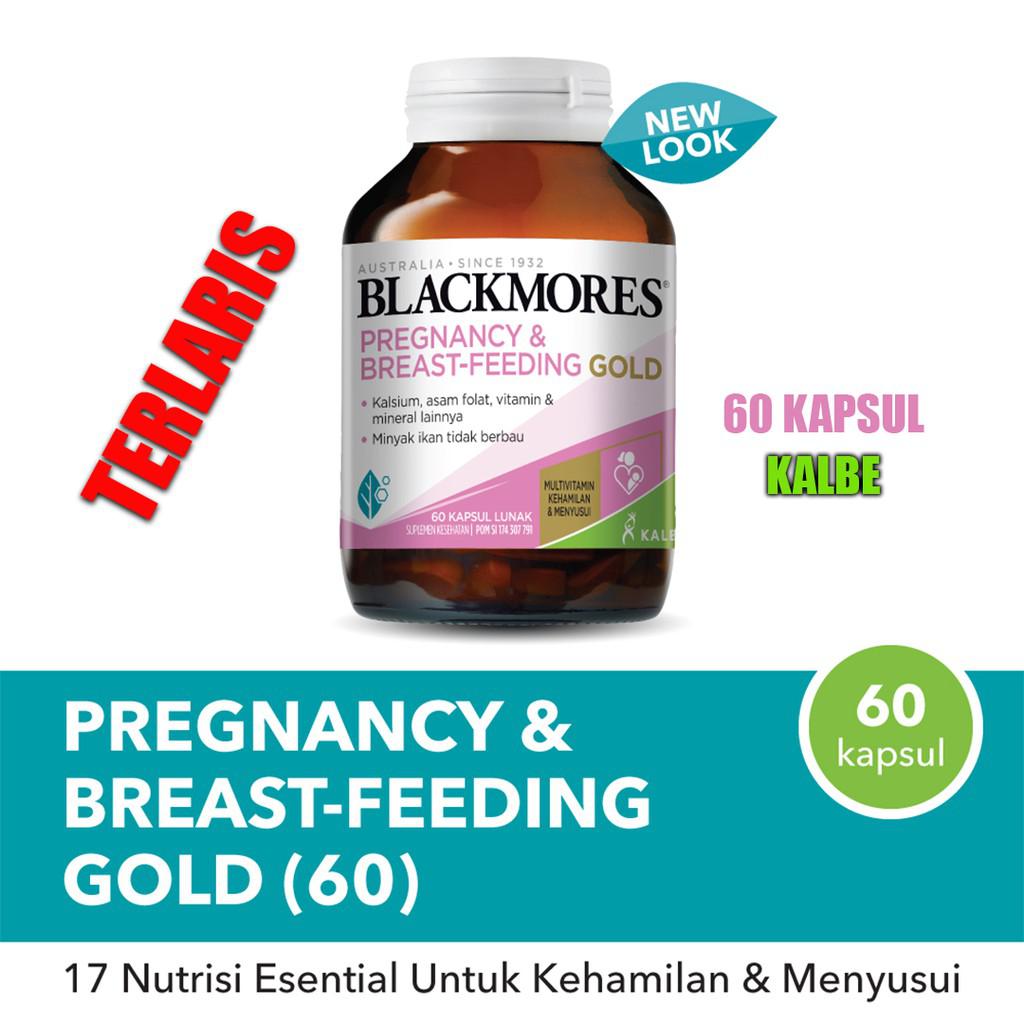 NEW
LOOK
TERLARIS
AUSTRALIA • SINCE 1932
BLACKMORES®
PREGNANCY &
BREAST-FEEDING GOLD
• Kalsium, asam folat, vitamin &
mineral lainnya
• Minyak ikan tidak berbau
MULTIVITAMIN
KEHAMILAN
& MENYUSUI
60 KAPSUL LUNAK
SUPLEMEN KESEHATAN | POM SI 174 307 791
KALBE
60 KAPSUL
KALBE
60
kapsul
PREGNANCY &
BREAST-FEEDING
GOLD (60)
17 Nutrisi Esential Untuk Kehamilan & Menyusui